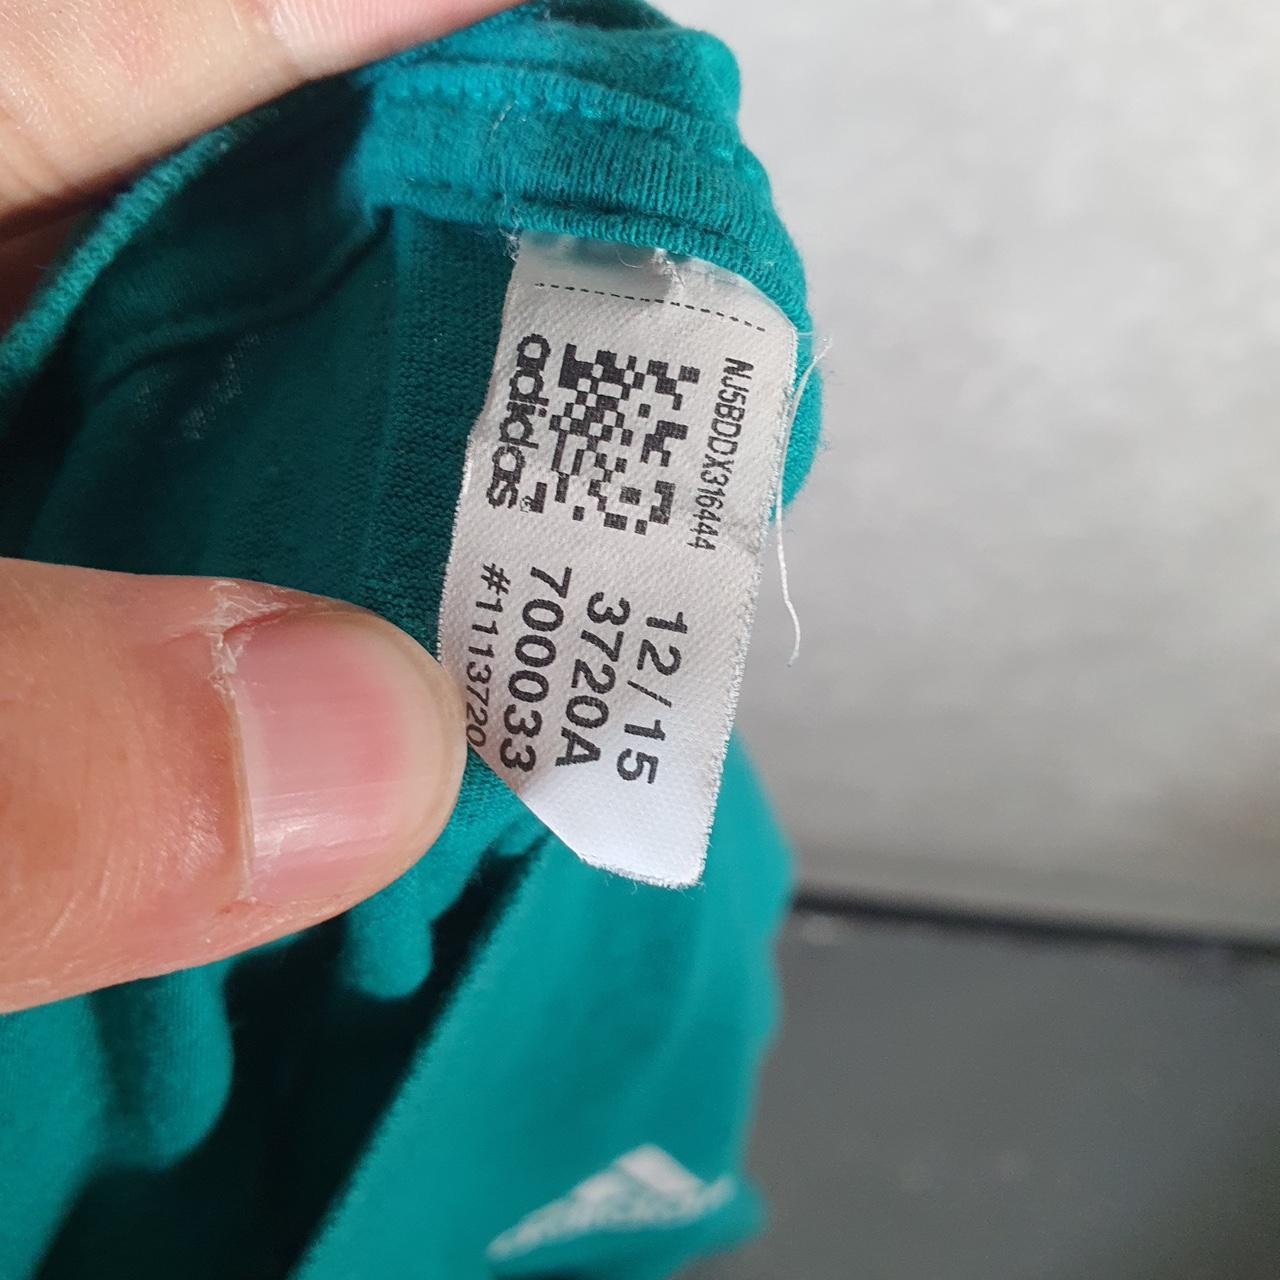 NJ5BDDX316444
adidas
12/15
3720A
700033
#1113720